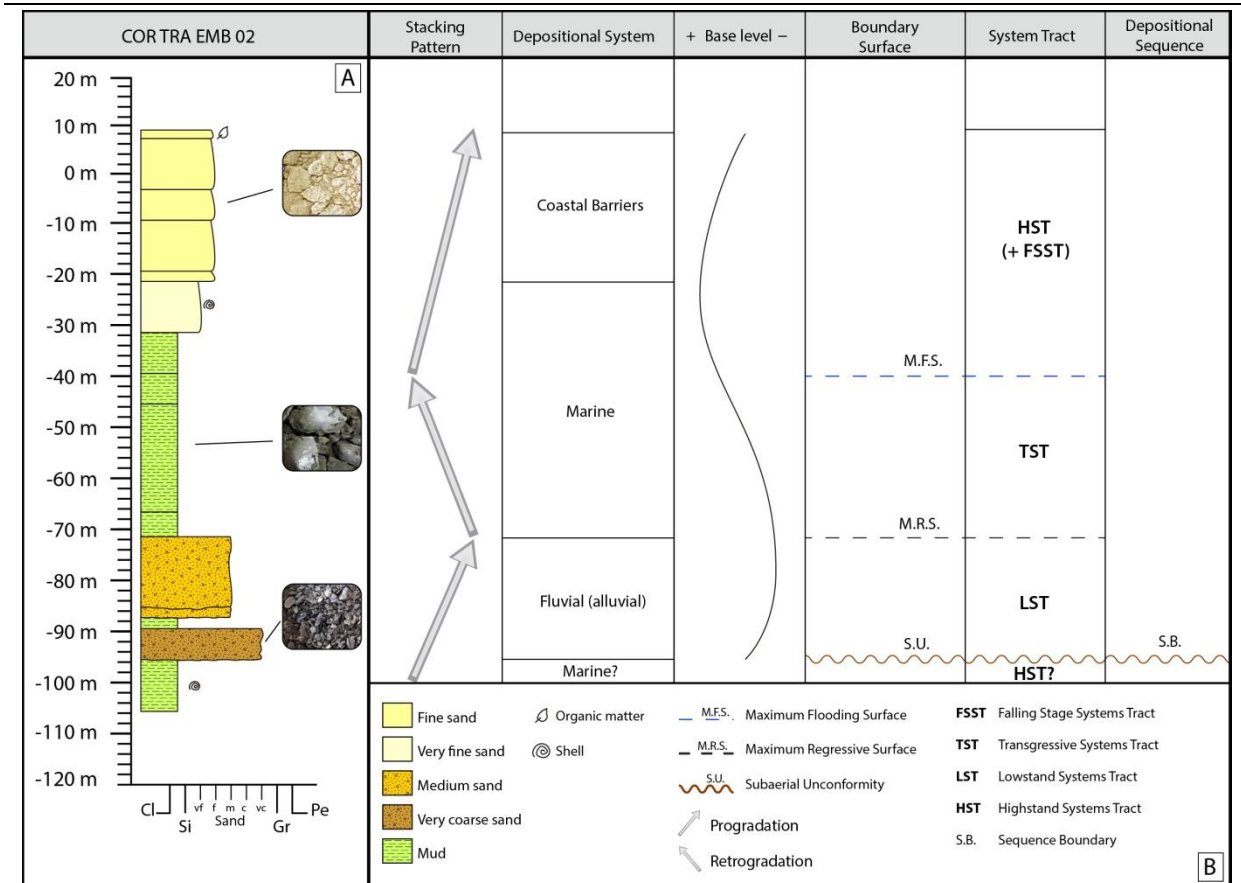 COR TRA EMB 02
Stacking
Pattern
Depositional System
+ Base level −
Boundary
Surface
System Tract
Depositional
Sequence
A
20 m
10 m
0 m
-10 m
-20 m
-30 m
-40 m
-50 m
-60 m
-70 m
-80 m
-90 m
-100 m
-110 m
-120 m
Cl
Si
vf
f
m
c
vc
Sand
Gr
Pe
Coastal Barriers
Marine
Fluvial (alluvial)
Marine?
M.F.S.
M.R.S.
S.U.
HST
(+ FSST)
TST
LST
HST?
S.B.
Fine sand
Very fine sand
Medium sand
Very coarse sand
Mud
Organic matter
Shell
M.F.S. Maximum Flooding Surface
M.R.S. Maximum Regressive Surface
S.U. Subaerial Unconformity
Progradation
Retrogradation
FSST Falling Stage Systems Tract
TST Transgressive Systems Tract
LST Lowstand Systems Tract
HST Highstand Systems Tract
S.B. Sequence Boundary
B